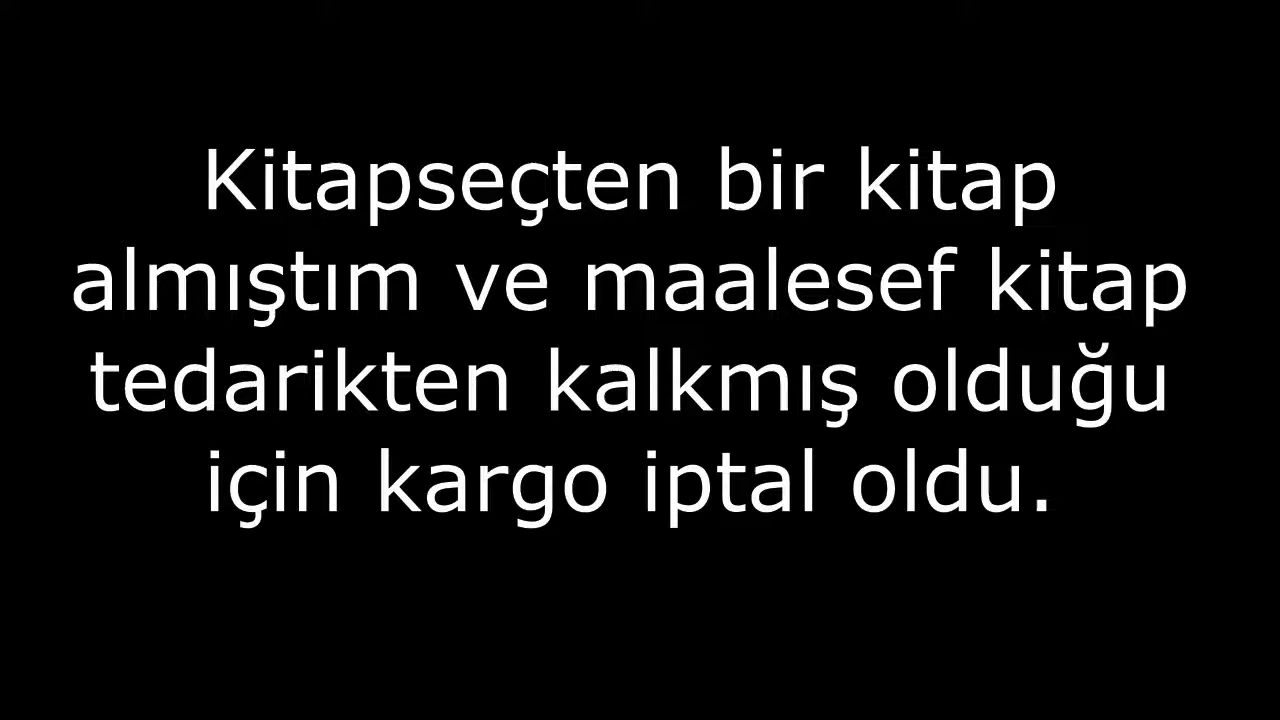 Kitapseçten bir kitap
almıştım ve maalesef kitap
tedarikten kalkmış olduğu
için kargo iptal oldu.